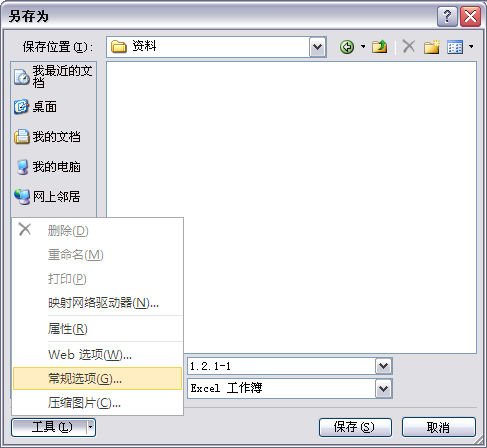 另存为
保存位置(I):
资料
我最近的文
档
桌面
我的文档
我的电脑
网上邻居
删除(D)
重命名(M)
打印(P)
映射网络驱动器(N)...
属性(R)
Web 选项(W)...
常规选项(G)...
压缩图片(C)...
1.2.1-1
Excel 工作簿
工具(L)
保存(S)
取消